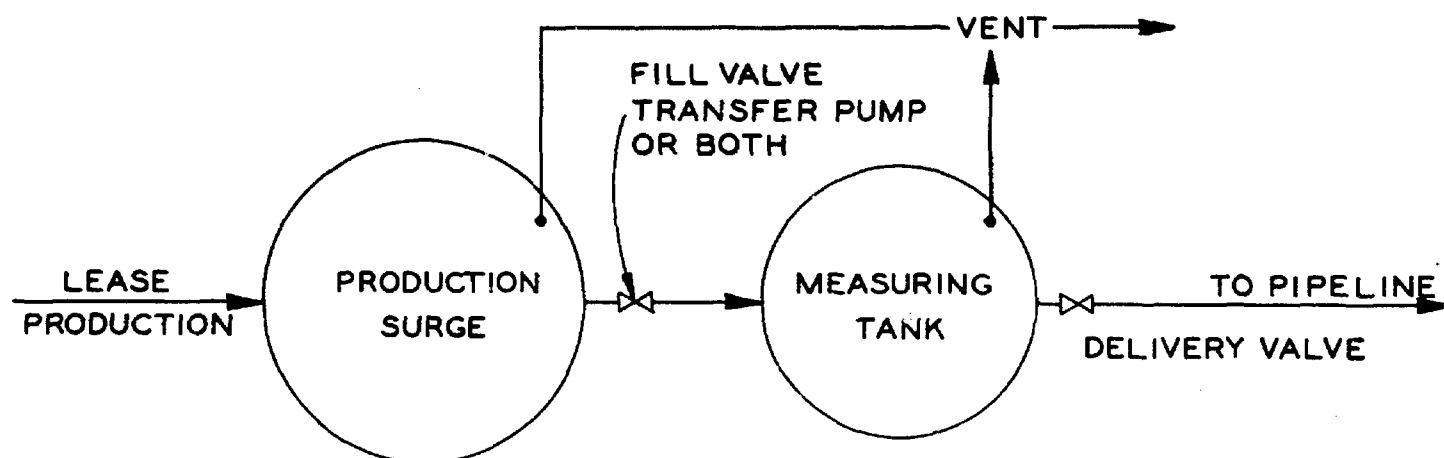 VENT
FILL VALVE
TRANSFER PUMP
OR BOTH
LEASE
PRODUCTION
PRODUCTION
SURGE
MEASURING
TANK
TO PIPELINE
DELIVERY VALVE